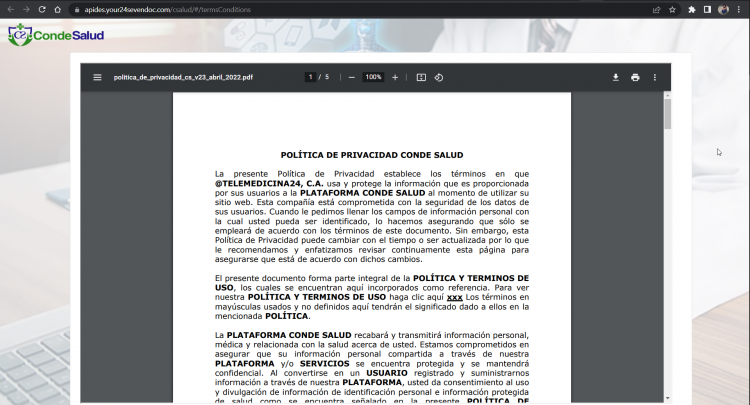 apides.your24sevendoc.com/csalud/#/termsConditions
CS CondeSalud
politica_de_privacidad_cs_v23_abril_2022.pdf
1 / 5
100%
POLÍTICA DE PRIVACIDAD CONDE SALUD
La presente Política de Privacidad establece los términos en que
@TELEMEDICINA24, C.A. usa y protege la información que es proporcionada
por sus usuarios a la PLATAFORMA CONDE SALUD al momento de utilizar su
sitio web. Esta compañía está comprometida con la seguridad de los datos de
sus usuarios. Cuando le pedimos llenar los campos de información personal con
la cual usted pueda ser identificado, lo hacemos asegurando que sólo se
empleará de acuerdo con los términos de este documento. Sin embargo, esta
Política de Privacidad puede cambiar con el tiempo o ser actualizada por lo que
le recomendamos y enfatizamos revisar continuamente esta página para
asegurarse que está de acuerdo con dichos cambios.
El presente documento forma parte integral de la POLÍTICA Y TERMINOS DE
USO, los cuales se encuentran aquí incorporados como referencia. Para ver
nuestra POLÍTICA Y TERMINOS DE USO haga clic aquí xxx Los términos en
mayúsculas usados y no definidos aquí tendrán el significado dado a ellos en la
mencionada POLÍTICA.
La PLATAFORMA CONDE SALUD recabará y transmitirá información personal,
médica y relacionada con la salud acerca de usted. Estamos comprometidos en
asegurar que su información personal compartida a través de nuestra
PLATAFORMA y/o SERVICIOS se encuentra protegida y se mantendrá
confidencial. Al convertirse en un USUARIO registrado y suministrarnos
información a través de nuestra PLATAFORMA, usted da consentimiento al uso
y divulgación de información de identificación personal e información protegida
de salud como se encuentra señalado en la presente POLÍTICA DE